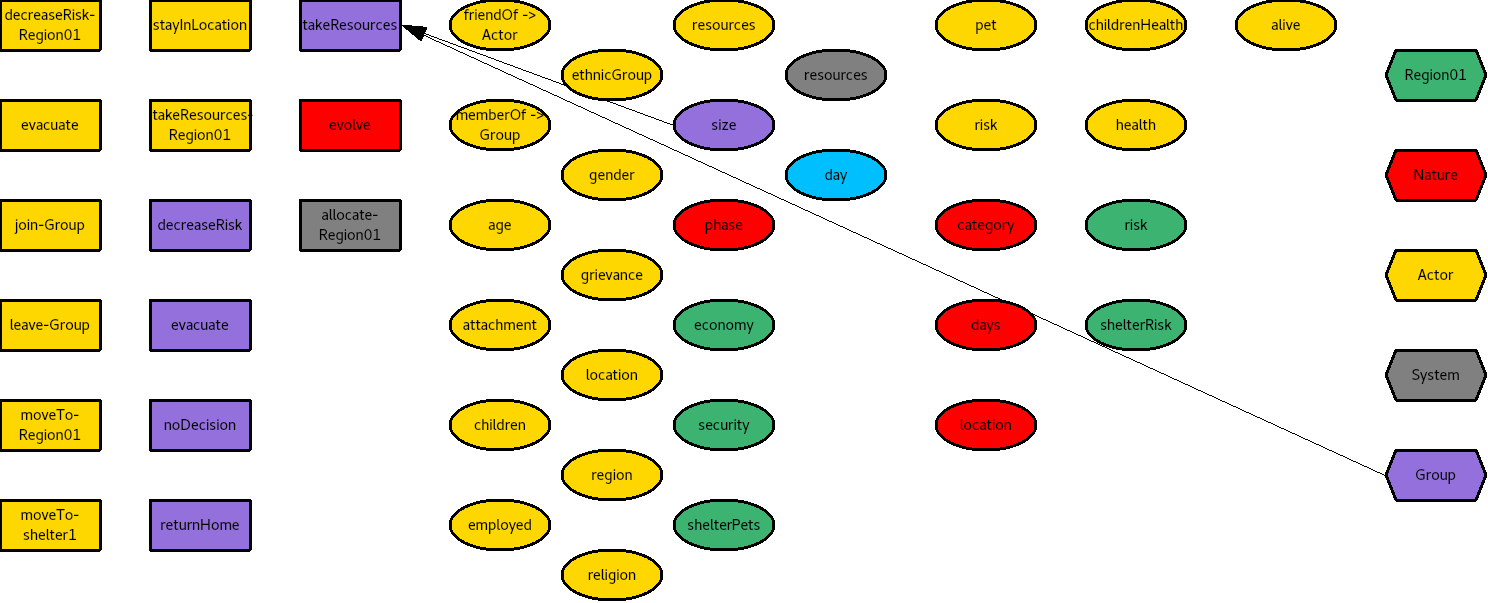 decreaseRisk-
Region01
stayInLocation
takeResources
friendOf ->
Actor
resources
pet
childrenHealth
alive
ethnicGroup
resources
Region01
evacuate
takeResources-
Region01
evolve
memberOf ->
Group
size
risk
health
gender
day
Nature
join-Group
decreaseRisk
allocate-
Region01
age
phase
category
risk
grievance
Actor
leave-Group
evacuate
attachment
economy
days
shelterRisk
location
System
moveTo-
Region01
noDecision
children
security
location
region
Group
moveTo-
shelter1
returnHome
employed
shelterPets
religion